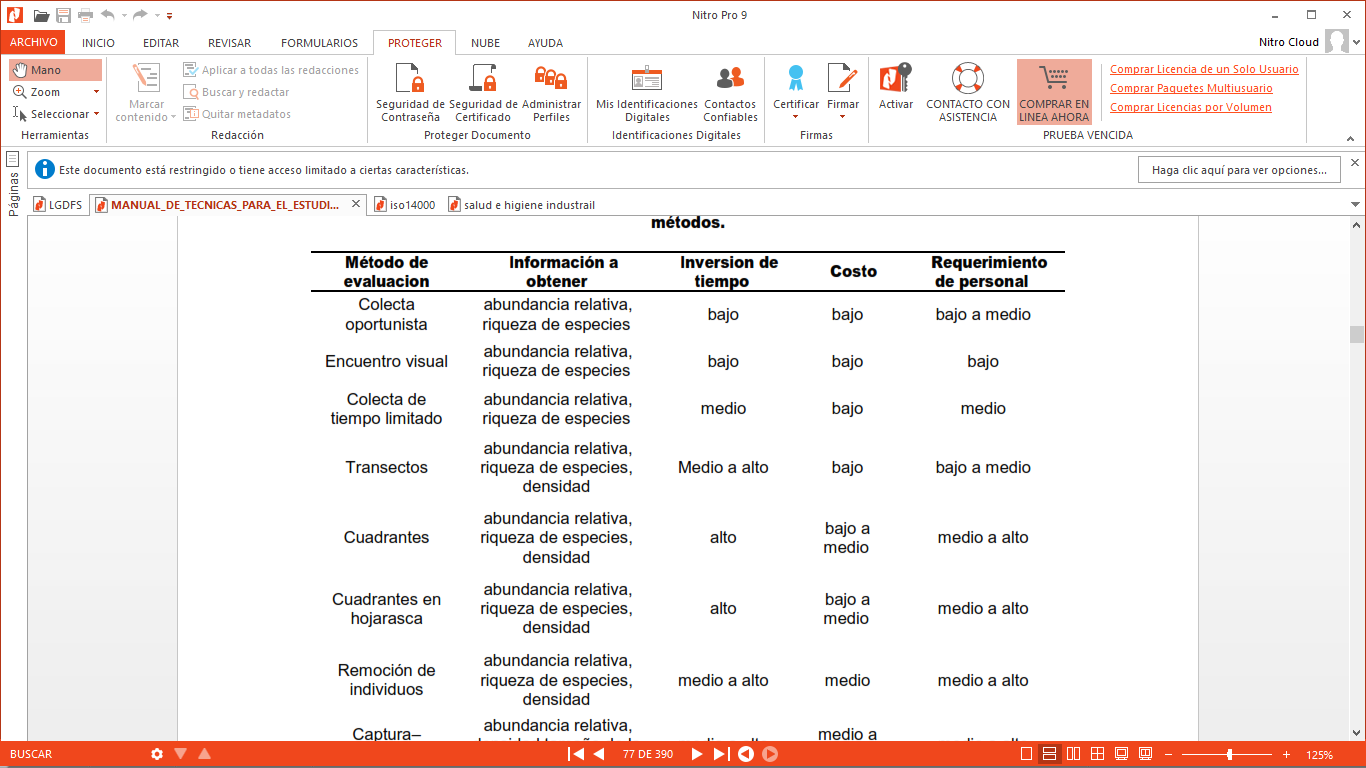 Nitro Pro 9
ARCHIVO INICIO EDITAR REVISAR FORMULARIOS PROTEGER NUBE AYUDA
Nitro Cloud
Mano
Zoom
Seleccionar
Herramientas
Marcar
contenido
Aplicar a todas las redacciones
Buscar y redactar
Quitar metadatos
Redacción
Seguridad de
Contraseña
Seguridad de
Certificado
Administrar
Perfiles
Proteger Documento
Mis Identificaciones
Digitales
Contactos
Confiables
Identificaciones Digitales
Certificar
Firmar
Firmas
Activar
CONTACTO CON
ASISTENCIA
COMPRAR EN
LINEA AHORA
Comprar Licencia de un Solo Usuario
Comprar Paquetes Multiusuario
Comprar Licencias por Volumen
PRUEBA VENCIDA
Páginas
Este documento está restringido o tiene acceso limitado a ciertas características.
Haga clic aquí para ver opciones...
LGDFS
MANUAL_DE_TECNICAS_PARA_EL_ESTUDI...
iso14000
salud e higiene industrail
métodos.
Método de
evaluacion
Información a
obtener
Inversion de
tiempo
Costo
Requerimiento
de personal
Colecta
oportunista
abundancia relativa,
riqueza de especies
bajo
bajo
bajo a medio
Encuentro visual
abundancia relativa,
riqueza de especies
bajo
bajo
bajo
Colecta de
tiempo limitado
abundancia relativa,
riqueza de especies
medio
bajo
medio
Transectos
abundancia relativa,
riqueza de especies,
densidad
Medio a alto
bajo
bajo a medio
Cuadrantes
abundancia relativa,
riqueza de especies,
densidad
alto
bajo a
medio
medio a alto
Cuadrantes en
hojarasca
abundancia relativa,
riqueza de especies,
densidad
alto
bajo a
medio
medio a alto
Remoción de
individuos
abundancia relativa,
riqueza de especies,
densidad
medio a alto
medio
medio a alto
Captura–
abundancia relativa,
medio a
BUSCAR
77 DE 390
125%